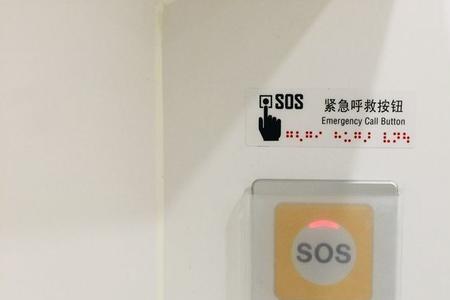 SOS
紧急呼救按钮
Emergency Call Button
SOS